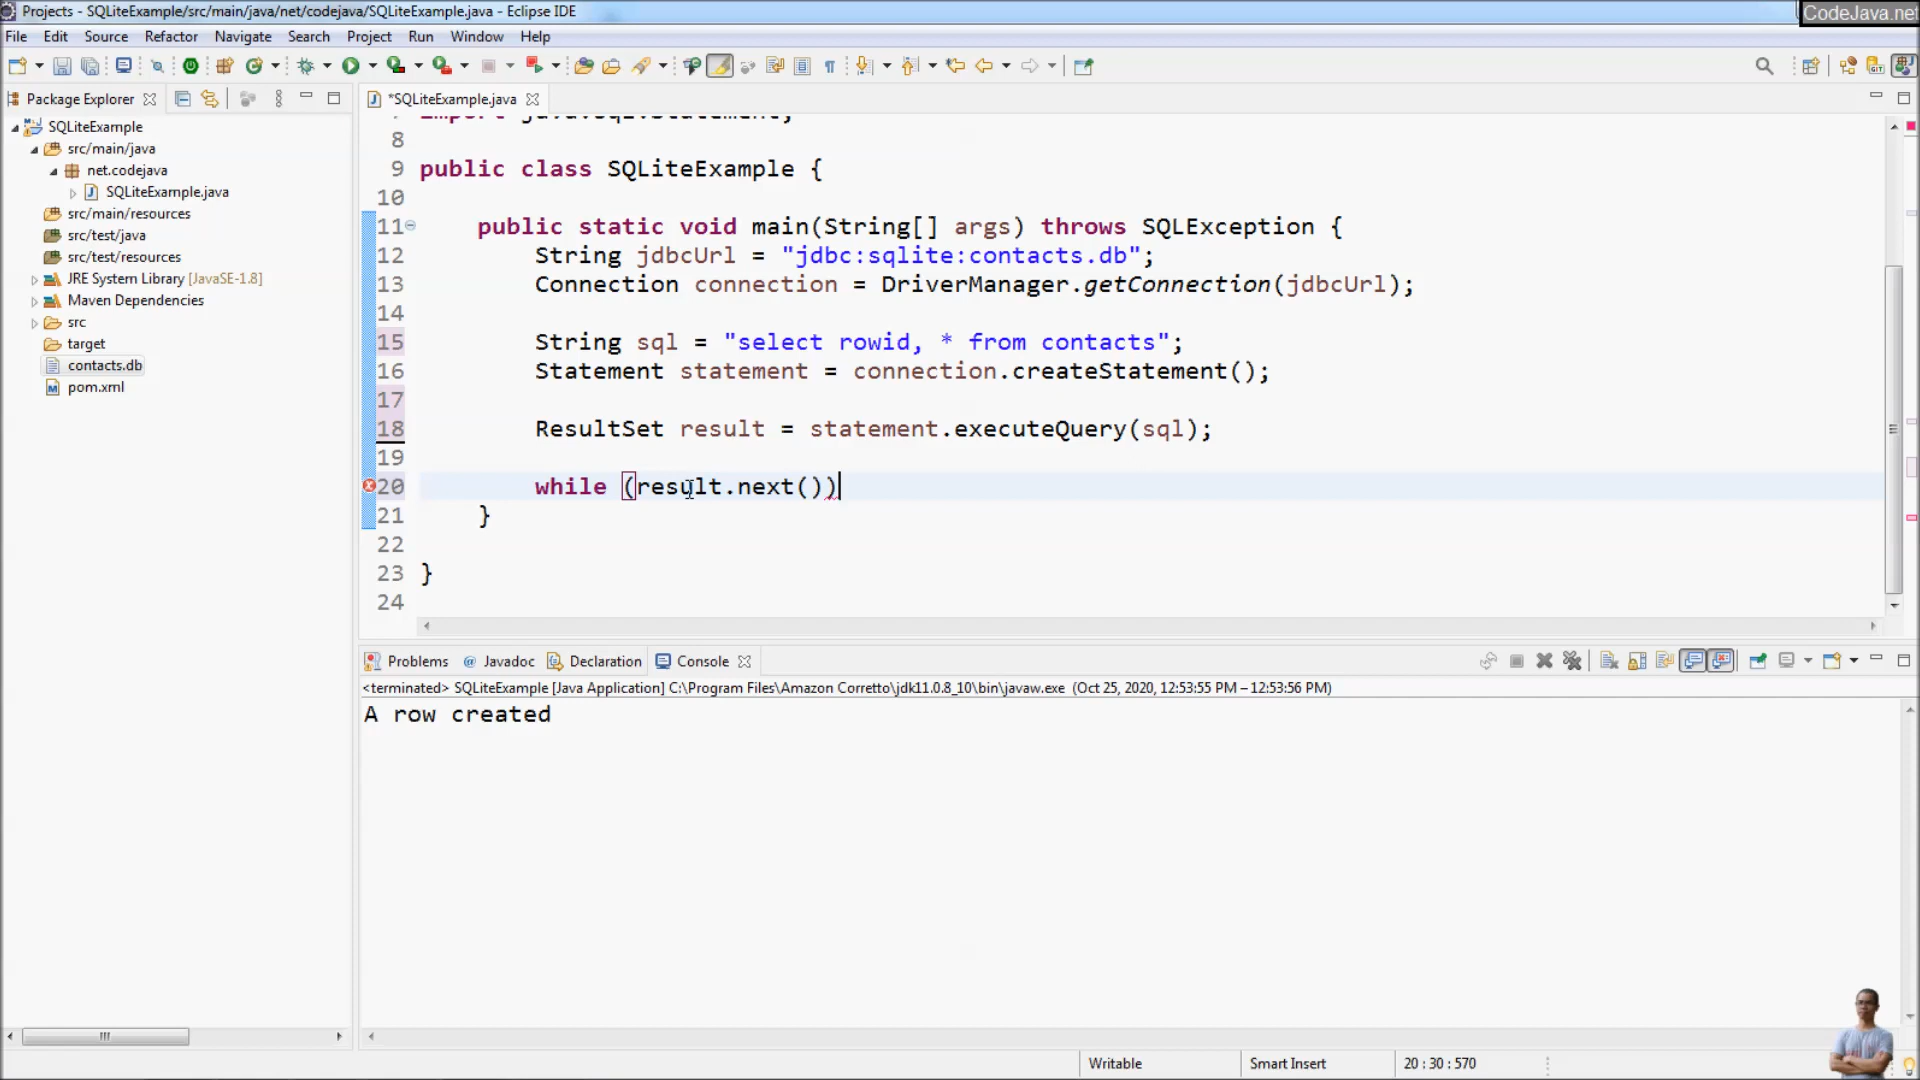 Projects - SQLiteExample/src/main/java/net/codejava/SQLiteExample.java - Eclipse IDE
CodeJava.net
File Edit Source Refactor Navigate Search Project Run Window Help
Package Explorer
*SQLiteExample.java
SQLiteExample
src/main/java
net.codejava
SQLiteExample.java
src/main/resources
src/test/java
src/test/resources
JRE System Library [JavaSE-1.8]
Maven Dependencies
src
target
contacts.db
pom.xml
7 import java.sql.Statement;
8
9 public class SQLiteExample {
10
11 public static void main(String[] args) throws SQLException {
12 String jdbcUrl = "jdbc:sqlite:contacts.db";
13 Connection connection = DriverManager.getConnection(jdbcUrl);
14
15 String sql = "select rowid, * from contacts";
16 Statement statement = connection.createStatement();
17
18 ResultSet result = statement.executeQuery(sql);
19
20 while (result.next())
21 }
22
23 }
24
Problems @ Javadoc Declaration Console
<terminated> SQLiteExample [Java Application] C:\Program Files\Amazon Corretto\jdk11.0.8_10\bin\javaw.exe (Oct 25, 2020, 12:53:55 PM – 12:53:56 PM)
A row created
Writable Smart Insert 20 : 30 : 570